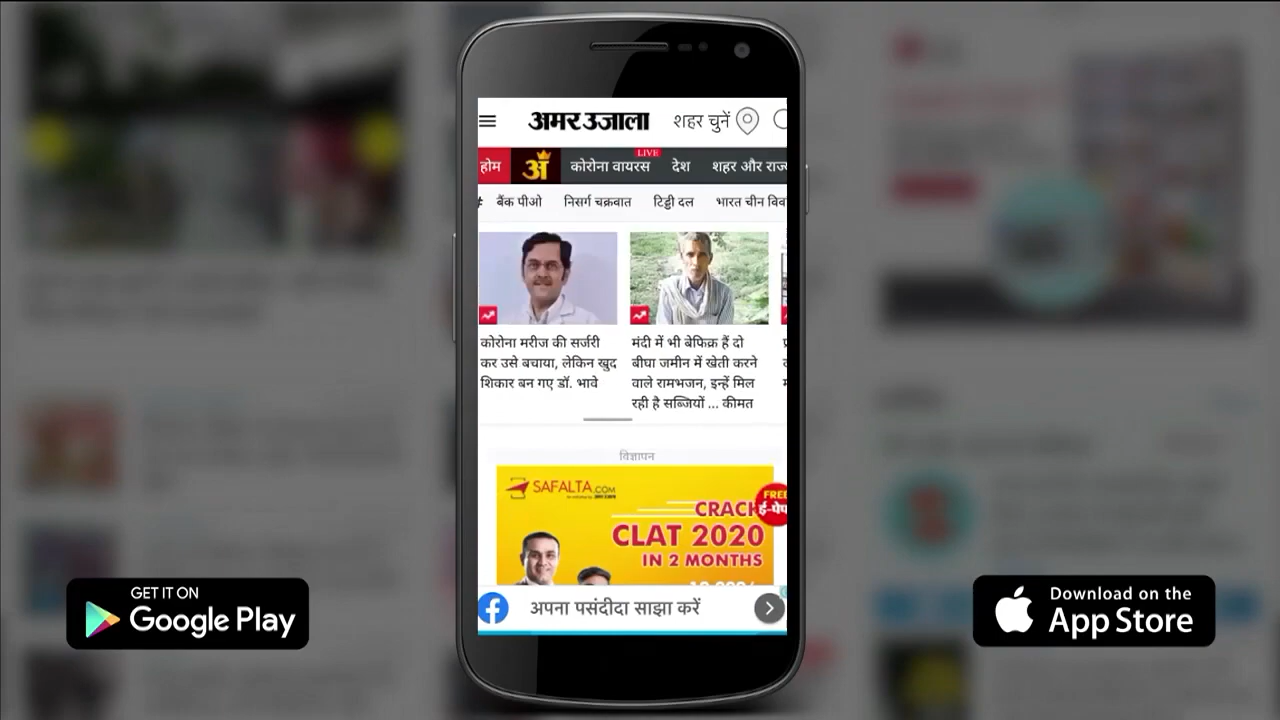 अमर उजाला
शहर चुनें
होम
अं
कोरोना वायरस
LIVE
देश
शहर और
# बैंक पीओ
निसर्ग चक्रवात
टिड्डी दल
भारत चीन
कोरोना मरीज की सर्जरी
कर उसे बचाया, लेकिन खुद
शिकार बन गए डॉ. भावे
मंदी में भी बेफिक्र हैं दो
बीघा जमीन में खेती करने
वाले रामभजन, इन्हें मिल
रही है सब्जियों ... कीमत
विज्ञापन
SAFALTA.COM
CRACK
CLAT 2020
IN 2 MONTHS
FREE
ई-पेप
अपना पसंदीदा साझा करें
GET IT ON
Google Play
Download on the
App Store